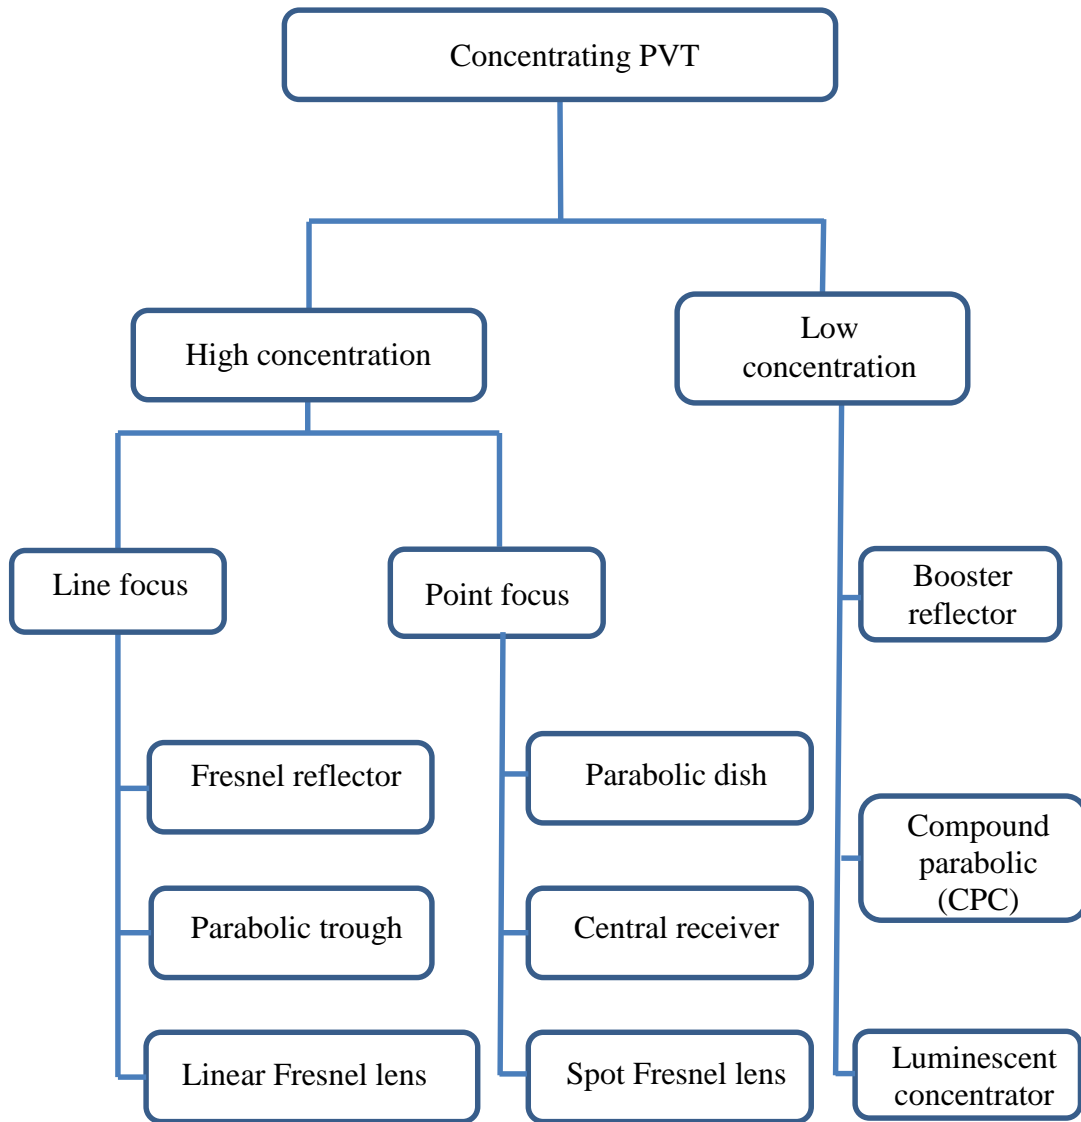 Concentrating PVT
High concentration
Low
concentration
Line focus
Point focus
Booster
reflector
Fresnel reflector
Parabolic dish
Compound
parabolic
(CPC)
Parabolic trough
Central receiver
Linear Fresnel lens
Spot Fresnel lens
Luminescent
concentrator